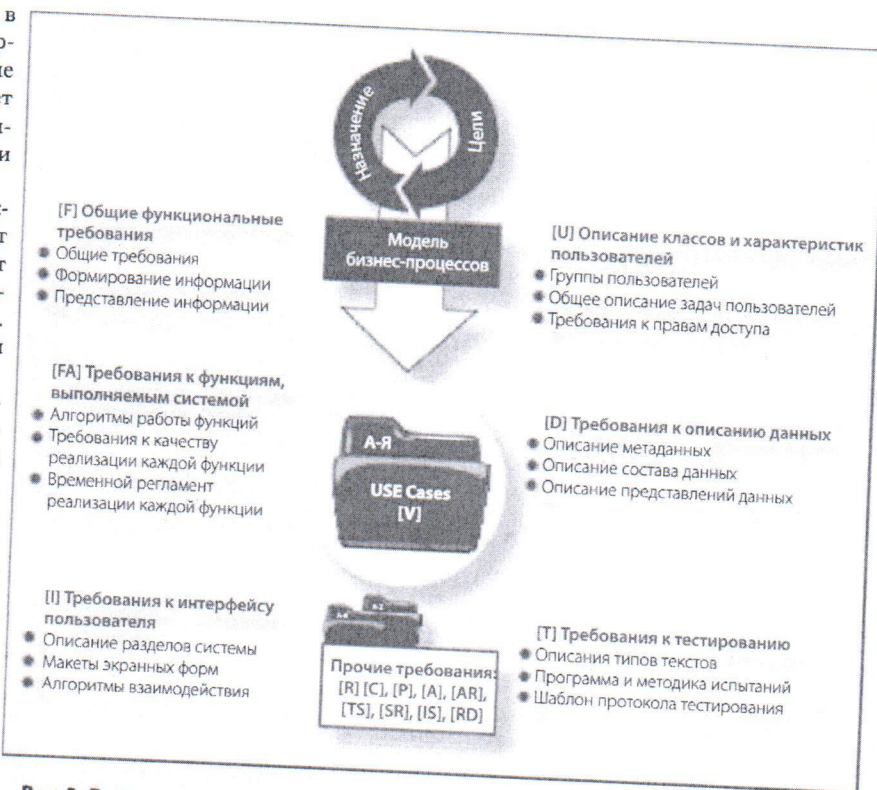 в
р-
ие
ет
и-
и
Назначение
Цели
Модель
бизнес-процессов
[F] Общие функциональные
требования
Общие требования
Формирование информации
Представление информации
[U] Описание классов и характеристик
пользователей
Группы пользователей
Общее описание задач пользователей
Требования к правам доступа
[FA] Требования к функциям,
выполняемым системой
Алгоритмы работы функций
Требования к качеству
реализации каждой функции
Временной регламент
реализации каждой функции
А-Я
USE Cases
[V]
[D] Требования к описанию данных
Описание метаданных
Описание состава данных
Описание представлений данных
[I] Требования к интерфейсу
пользователя
Описание разделов системы
Макеты экранных форм
Алгоритмы взаимодействия
Прочие требования:
[R] [C], [P], [A], [AR],
[TS], [SR], [IS], [RD]
[T] Требования к тестированию
Описания типов текстов
Программа и методика испытаний
Шаблон протокола тестирования